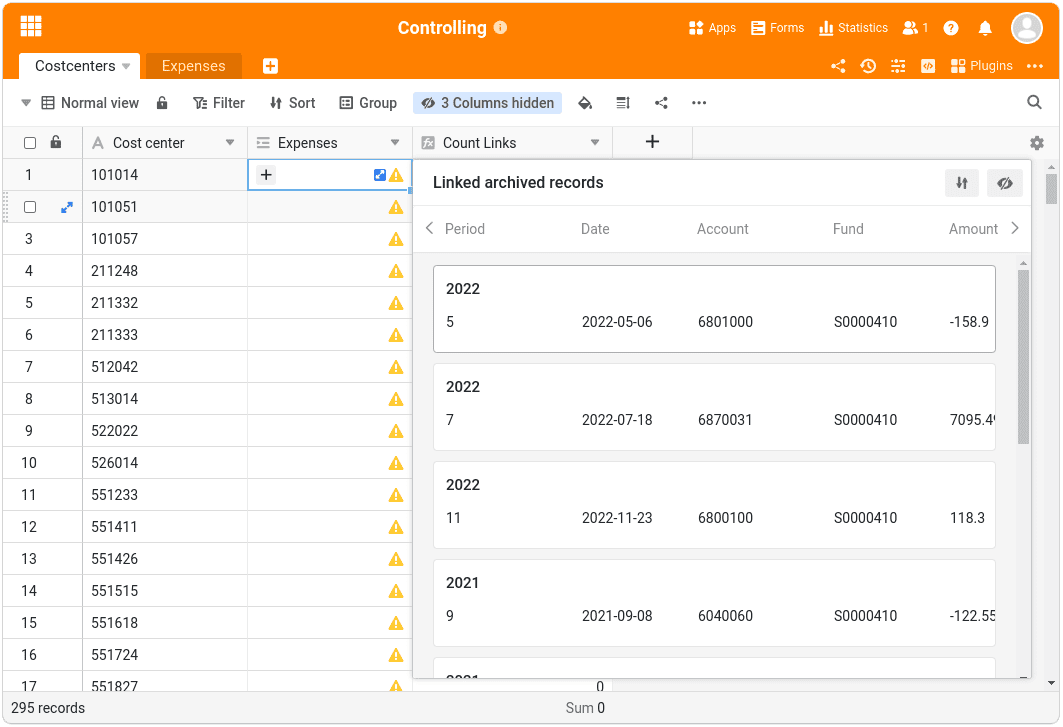 Controlling
Apps Forms Statistics 1
Costcenters Expenses Plugins
Normal view Filter Sort Group 3 Columns hidden
Cost center Expenses fx Count Links
1 101014
101051
3 101057
4 211248
5 211332
6 211333
7 512042
8 513014
9 522022
10 526014
11 551233
12 551411
13 551426
14 551515
15 551618
16 551724
17 551827 0
Linked archived records
Period Date Account Fund Amount
2022
5 2022-05-06 6801000 S0000410 -158.9
2022
7 2022-07-18 6870031 S0000410 7095.4
2022
11 2022-11-23 6800100 S0000410 118.3
2021
9 2021-09-08 6040060 S0000410 -122.55
2021
295 records Sum 0